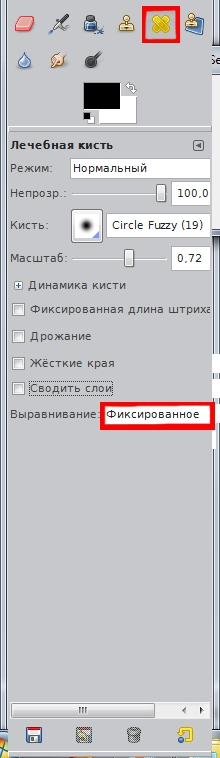 Лечебная кисть
Режим: Нормальный
Непрозр.: 100,0
Кисть: Circle Fuzzy (19)
Масштаб: 0,72
Динамика кисти
Фиксированная длина штриха
Дрожание
Жёсткие края
Сводить слои
Выравнивание: Фиксированное